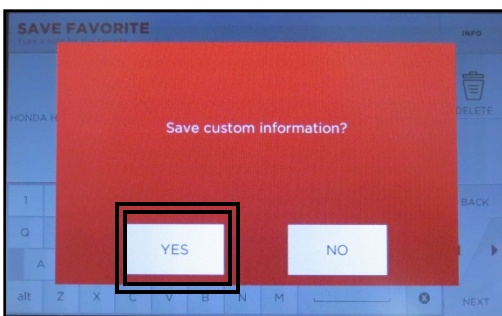 SAVE FAVORITE
INFO
DELETE
HONDA H
Save custom information?
1
BACK
Q
YES
NO
A
alt Z X C V B N M
NEXT